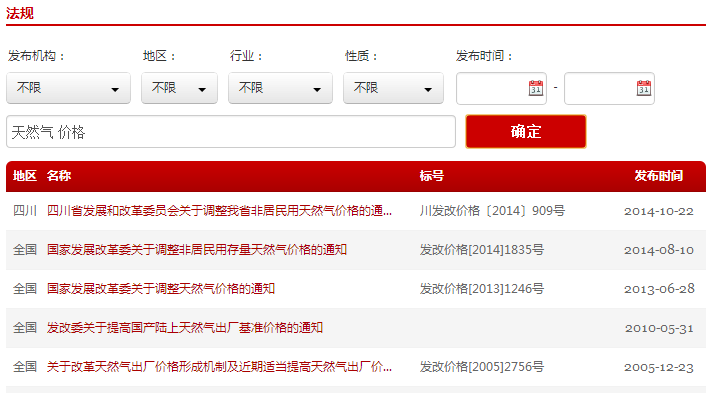 法规
发布机构： 地区： 行业： 性质： 发布时间：
不限 不限 不限 不限 31 - 31
天然气 价格 确定
地区 名称 标号 发布时间
四川 四川省发展和改革委员会关于调整我省非居民用天然气价格的通... 川发改价格〔2014〕909号 2014-10-22
全国 国家发展改革委关于调整非居民用存量天然气价格的通知 发改价格[2014]1835号 2014-08-10
全国 国家发展改革委关于调整天然气价格的通知 发改价格[2013]1246号 2013-06-28
全国 发改委关于提高国产陆上天然气出厂基准价格的通知 2010-05-31
全国 关于改革天然气出厂价格形成机制及近期适当提高天然气出厂价... 发改价格[2005]2756号 2005-12-23